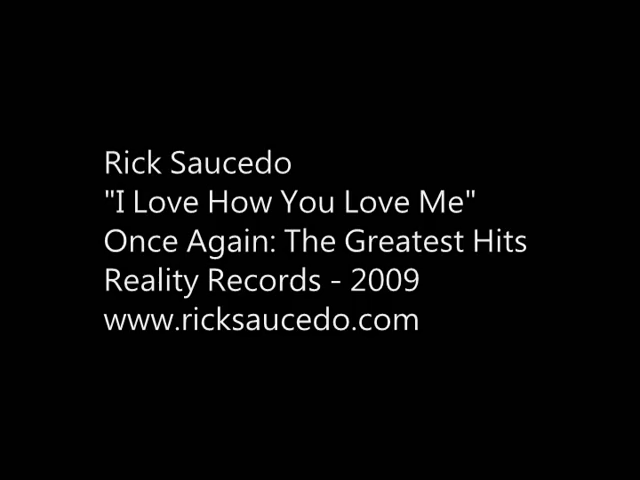 Rick Saucedo
"I Love How You Love Me"
Once Again: The Greatest Hits
Reality Records - 2009
www.ricksaucedo.com